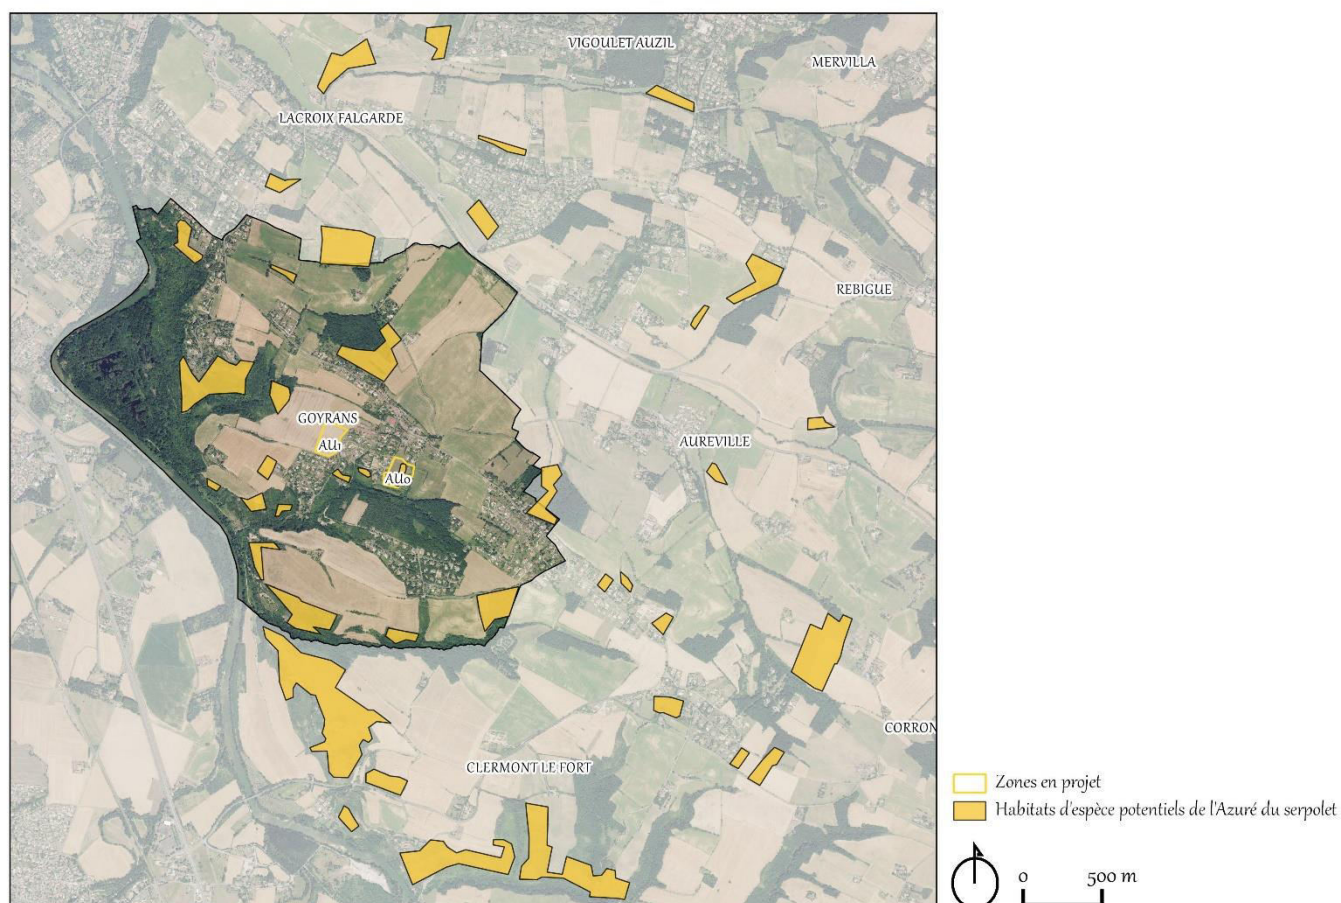 VIGOULET AUZIL
MERVILLA
LACROIX FALGARDE
REBIGUE
GOYRANS
AU1
AUREVILLE
AU0
CORRON
CLERMONT LE FORT
Zones en projet
Habitats d'espèce potentiels de l'Azuré du serpolet
0 500 m